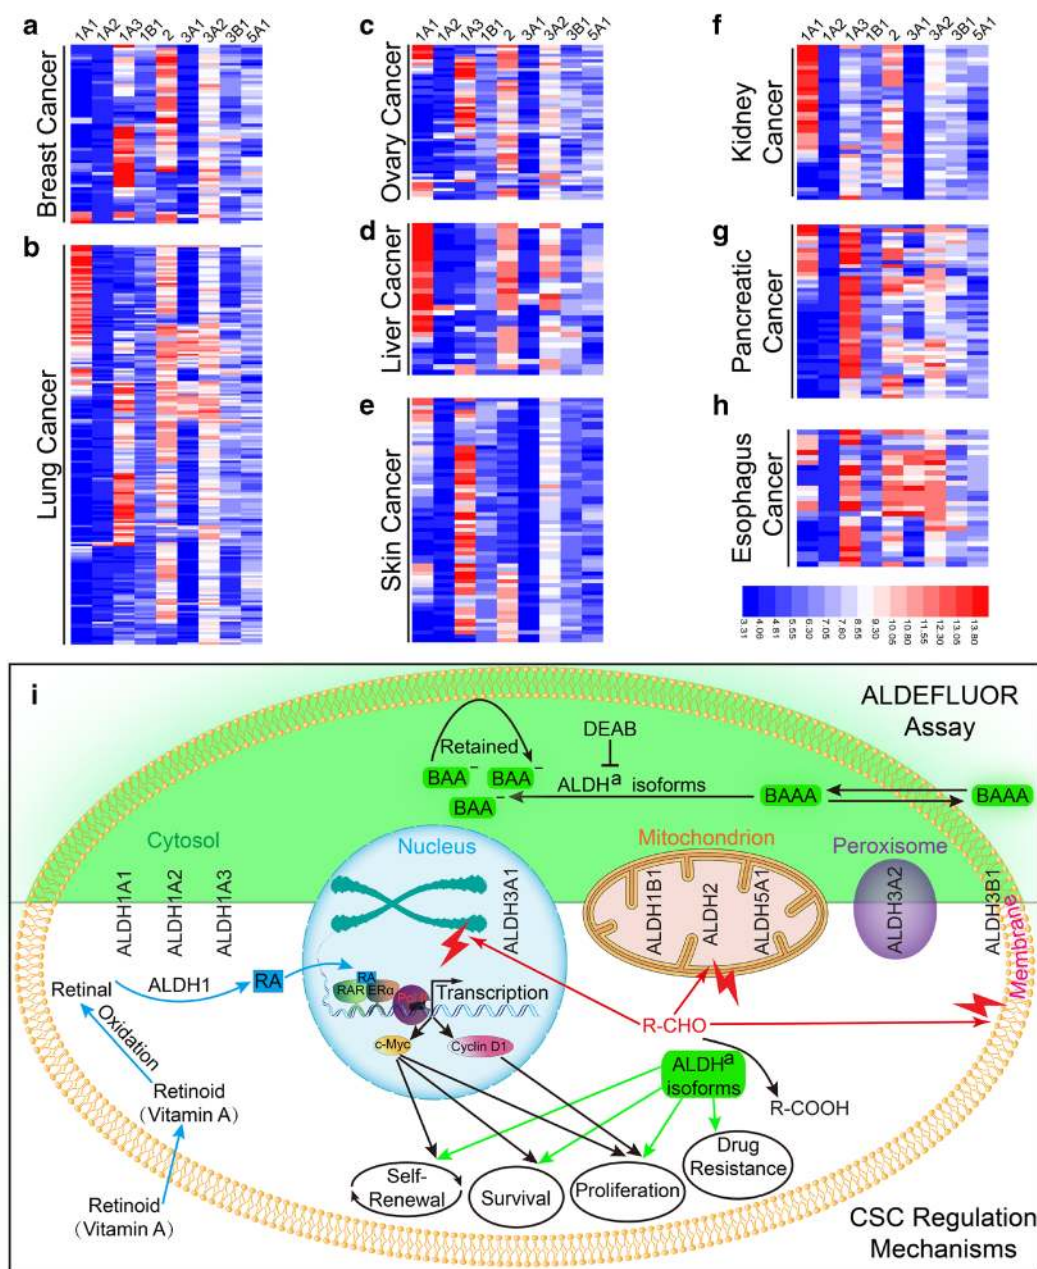 a
1A1 1A2 1A3 1B1 2 3A1 3A2 3B1 5A1
Breast Cancer
b
Lung Cancer
c
1A1 1A2 1A3 1B1 2 3A1 3A2 3B1 5A1
Ovary Cancer
d
Liver Cacner
e
Skin Cancer
f
1A1 1A2 1A3 1B1 2 3A1 3A2 3B1 5A1
Kidney
Cancer
g
Pancreatic
Cancer
h
Esophagus
Cancer
3.31 4.06 4.81 5.55 6.30 7.05 7.80 8.55 9.30 10.05 10.80 11.55 12.30 13.05 13.80
i
ALDEFLUOR
Assay
DEAB
Retained
BAA⁻ BAA⁻
BAA⁻
ALDHᵃ isoforms
BAAA
BAAA
Cytosol
ALDH1A1
ALDH1A2
ALDH1A3
Nucleus
ALDH3A1
Mitochondrion
ALDH1B1
ALDH2
ALDH5A1
Peroxisome
ALDH3A2
ALDH3B1
Membrane
Retinal
ALDH1
RA
RA
RAR
ERα
Pol II
Transcription
c-Myc
Cyclin D1
Oxidation
Retinoid
(Vitamin A)
Retinoid
(Vitamin A)
R-CHO
ALDHᵃ
isoforms
R-COOH
Self-
Renewal
Survival
Proliferation
Drug
Resistance
CSC Regulation
Mechanisms